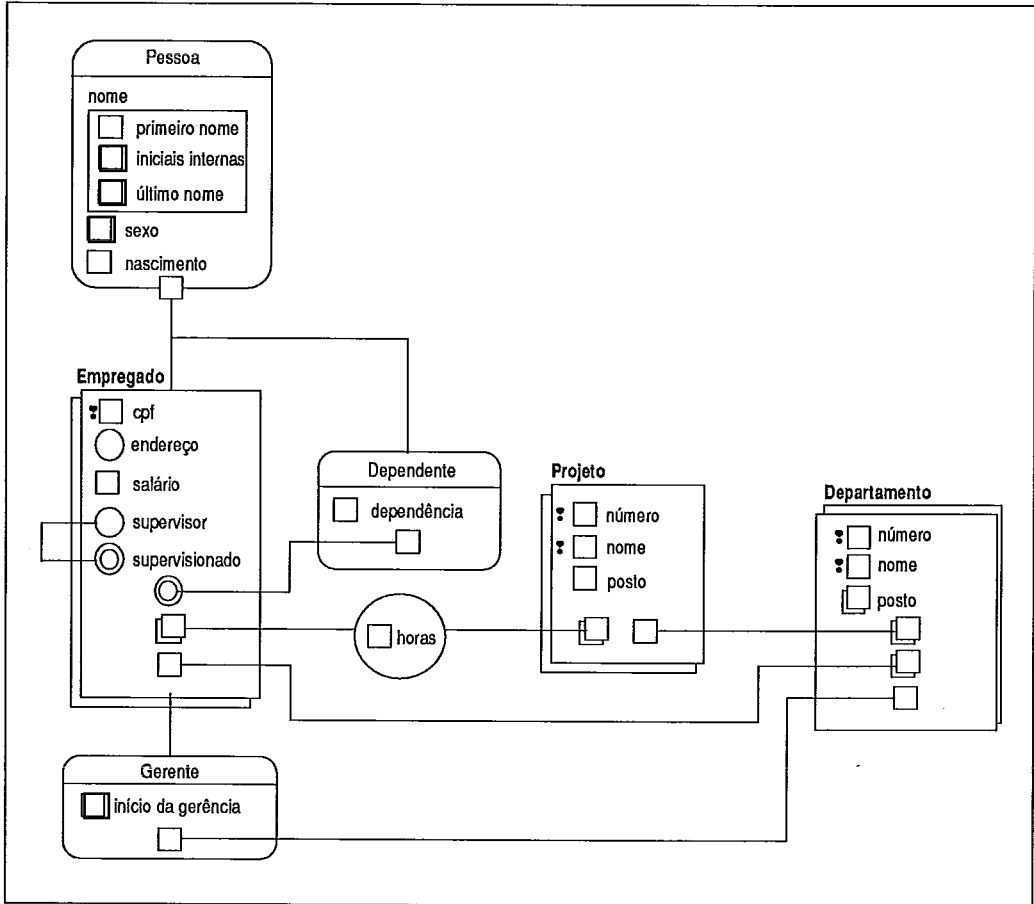 Pessoa
nome
primeiro nome
iniciais internas
último nome
sexo
nascimento
Empregado
cpf
endereço
salário
supervisor
supervisionado
Dependente
dependência
horas
Projeto
número
nome
posto
Departamento
número
nome
posto
Gerente
início da gerência